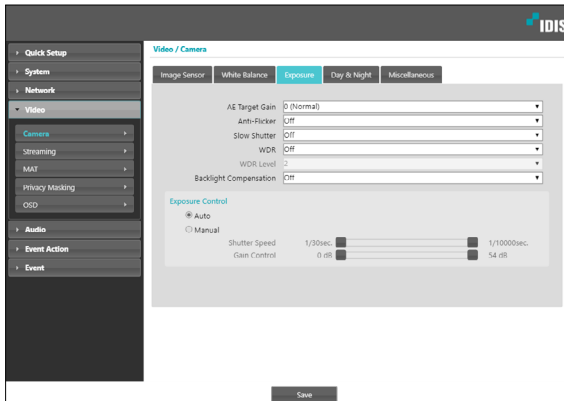 IDIS
Quick Setup
System
Network
Video
Camera
Streaming
MAT
Privacy Masking
OSD
Audio
Event Action
Event
Video / Camera
Image Sensor White Balance Exposure Day & Night Miscellaneous
AE Target Gain 0 (Normal)
Anti-Flicker Off
Slow Shutter Off
WDR Off
WDR Level 2
Backlight Compensation Off
Exposure Control
Auto
Manual
Shutter Speed 1/30sec. 1/10000sec.
Gain Control 0 dB 54 dB
Save